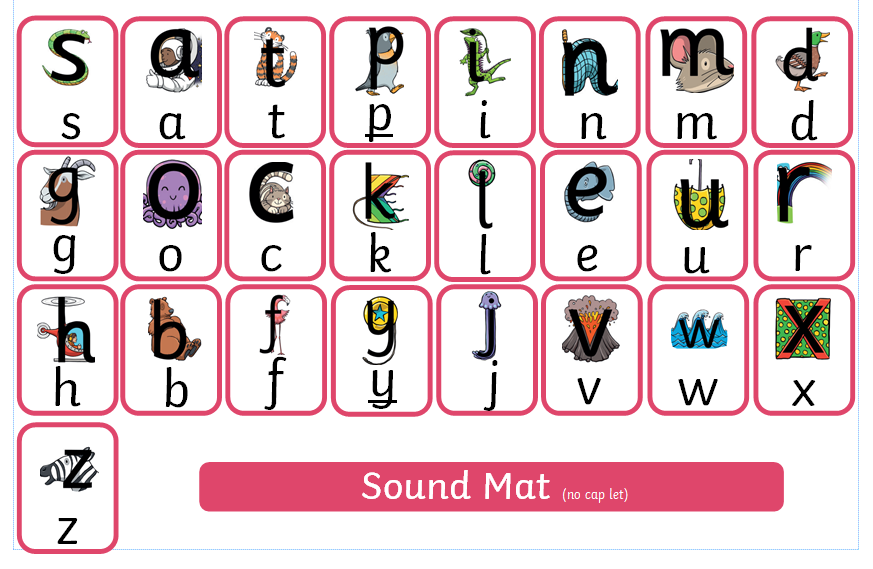 s a t p i n m d
s a t p i n m d
g o c k l e u r
g o c k l e u r
h b f y j v w x
h b f y j v w x
z
z
Sound Mat (no cap let)